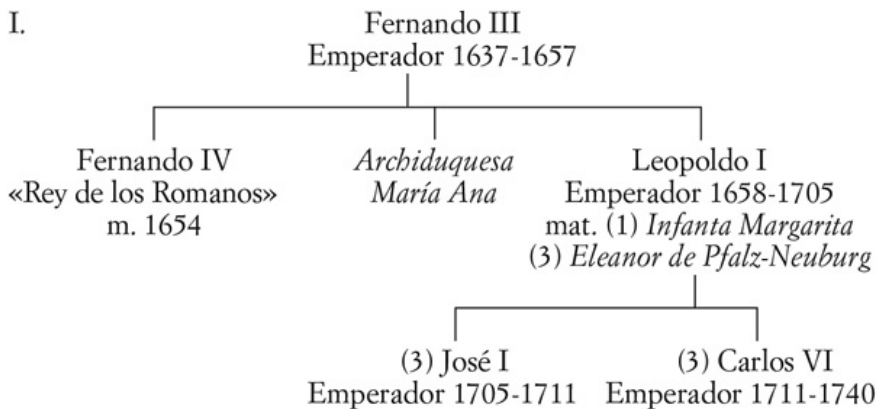 I.
Fernando III
Emperador 1637-1657
Fernando IV
«Rey de los Romanos»
m. 1654
Archiduquesa
María Ana
Leopoldo I
Emperador 1658-1705
mat. (1) Infanta Margarita
(3) Eleanor de Pfalz-Neuburg
(3) José I
Emperador 1705-1711
(3) Carlos VI
Emperador 1711-1740